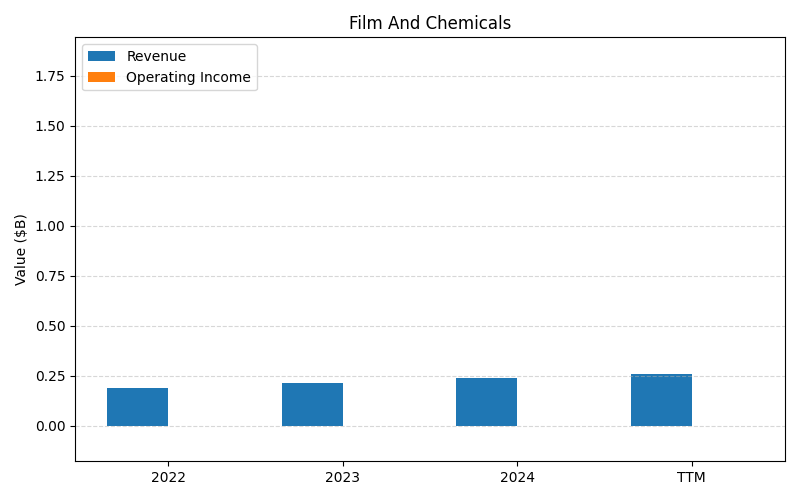 Film And Chemicals
Revenue
Operating Income
Value ($B)
1.75
1.50
1.25
1.00
0.75
0.50
0.25
0.00
2022 2023 2024 TTM